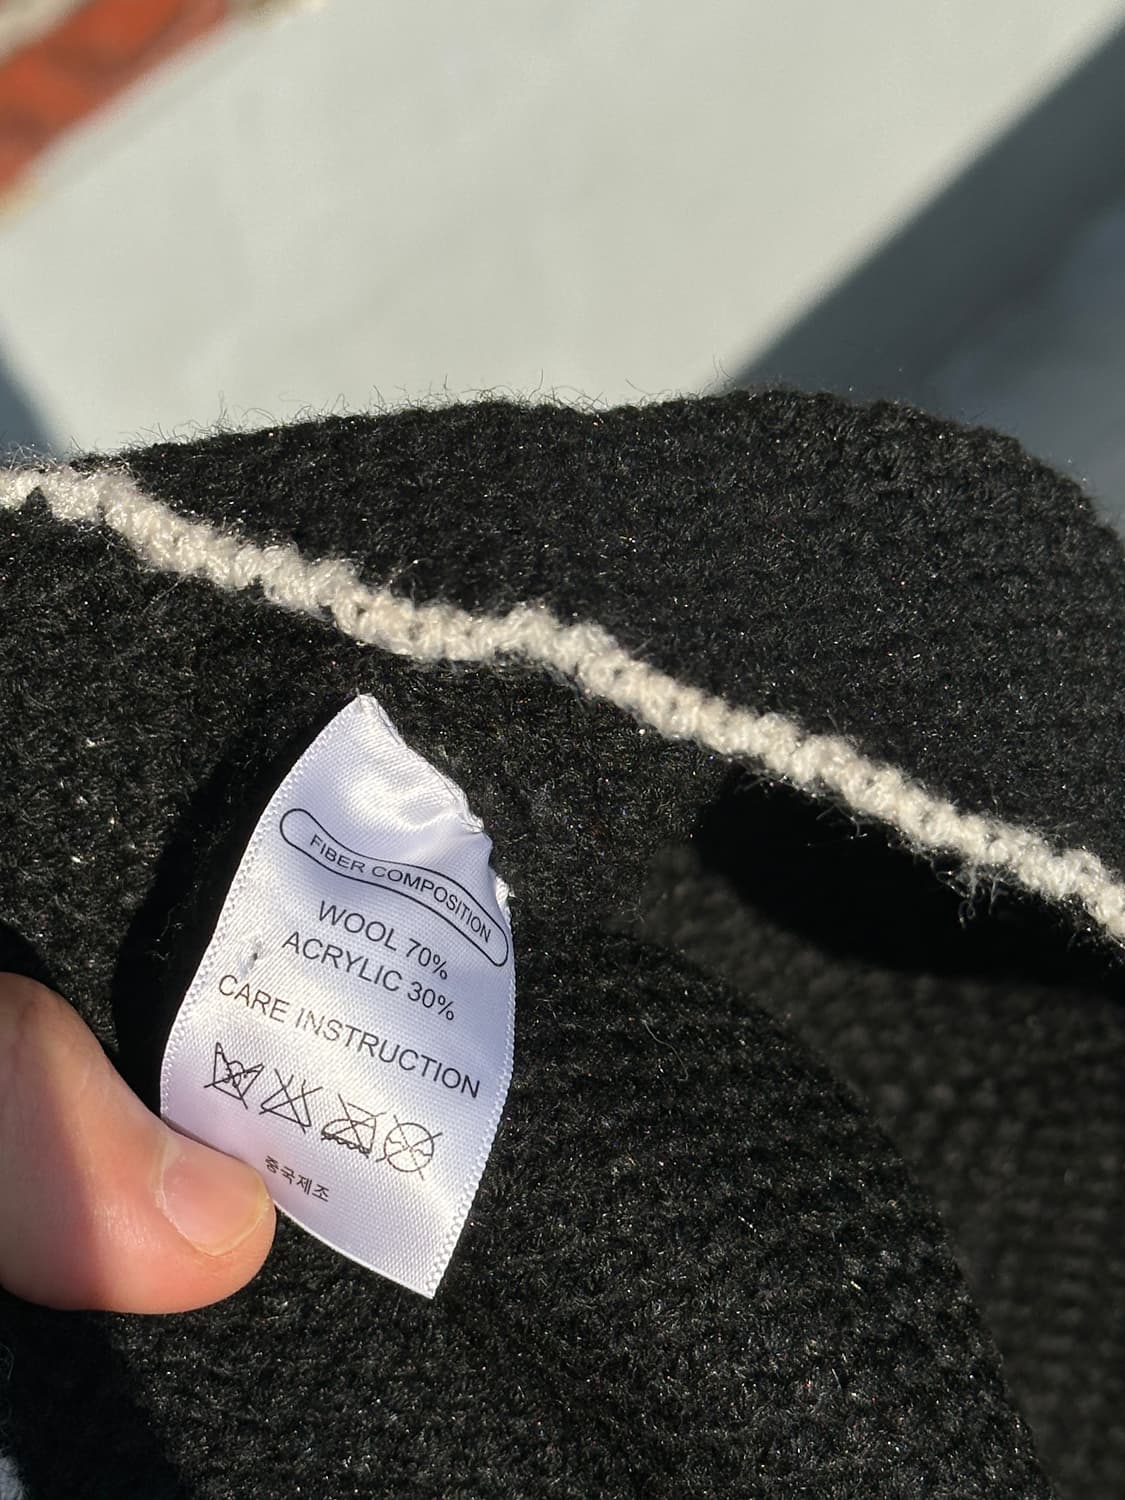 FIBER COMPOSITION
WOOL 70%
ACRYLIC 30%
CARE INSTRUCTION
중국제조